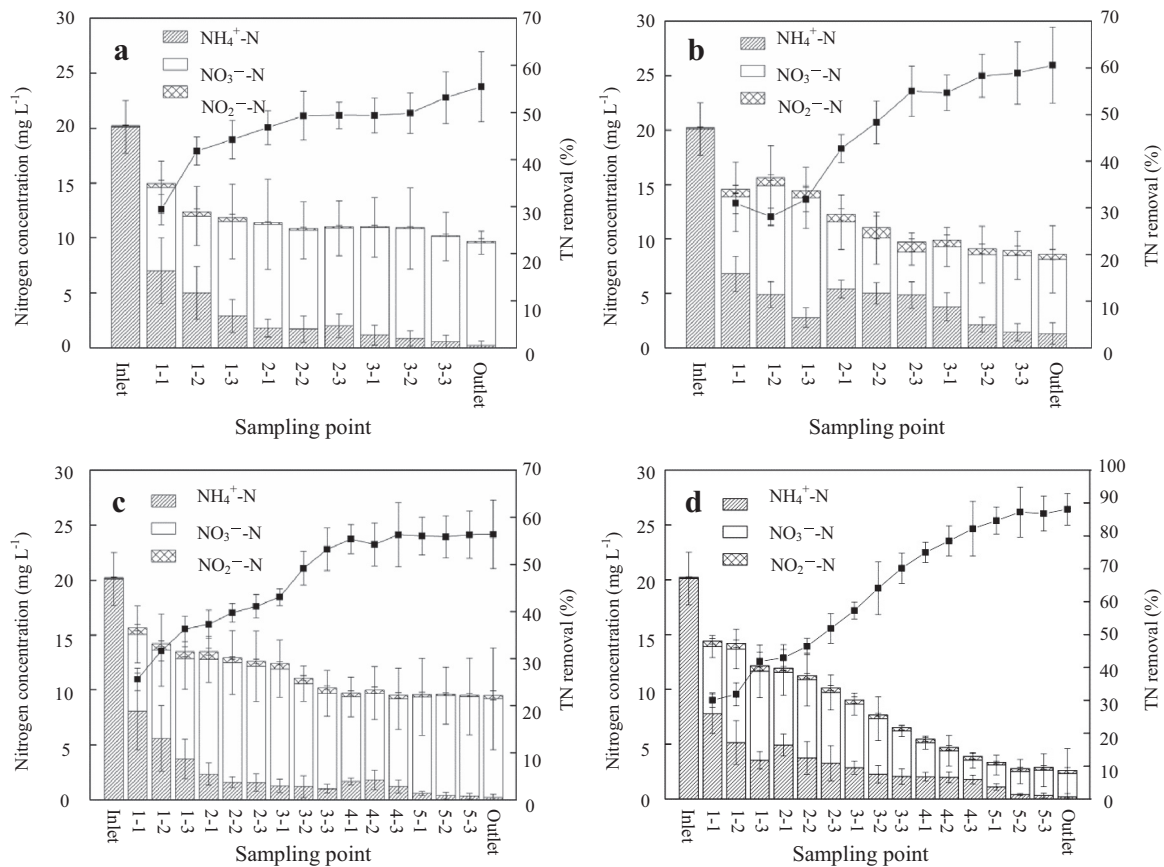 a
NH₄⁺-N
NO₃⁻-N
NO₂⁻-N
Nitrogen concentration (mg L⁻¹)
30
25
20
15
10
5
0
TN removal (%)
70
60
50
40
30
20
10
0
Inlet 1-1 1-2 1-3 2-1 2-2 2-3 3-1 3-2 3-3 Outlet
Sampling point
b
NH₄⁺-N
NO₃⁻-N
NO₂⁻-N
Nitrogen concentration (mg L⁻¹)
30
25
20
15
10
5
0
TN removal (%)
70
60
50
40
30
20
10
0
Inlet 1-1 1-2 1-3 2-1 2-2 2-3 3-1 3-2 3-3 Outlet
Sampling point
c
NH₄⁺-N
NO₃⁻-N
NO₂⁻-N
Nitrogen concentration (mg L⁻¹)
30
25
20
15
10
5
0
TN removal (%)
70
60
50
40
30
20
10
0
Inlet 1-1 1-2 1-3 2-1 2-2 2-3 3-1 3-2 3-3 4-1 4-2 4-3 5-1 5-2 5-3 Outlet
Sampling point
d
NH₄⁺-N
NO₃⁻-N
NO₂⁻-N
Nitrogen concentration (mg L⁻¹)
30
25
20
15
10
5
0
TN removal (%)
100
90
80
70
60
50
40
30
20
10
0
Inlet 1-1 1-2 1-3 2-1 2-2 2-3 3-1 3-2 3-3 4-1 4-2 4-3 5-1 5-2 5-3 Outlet
Sampling point